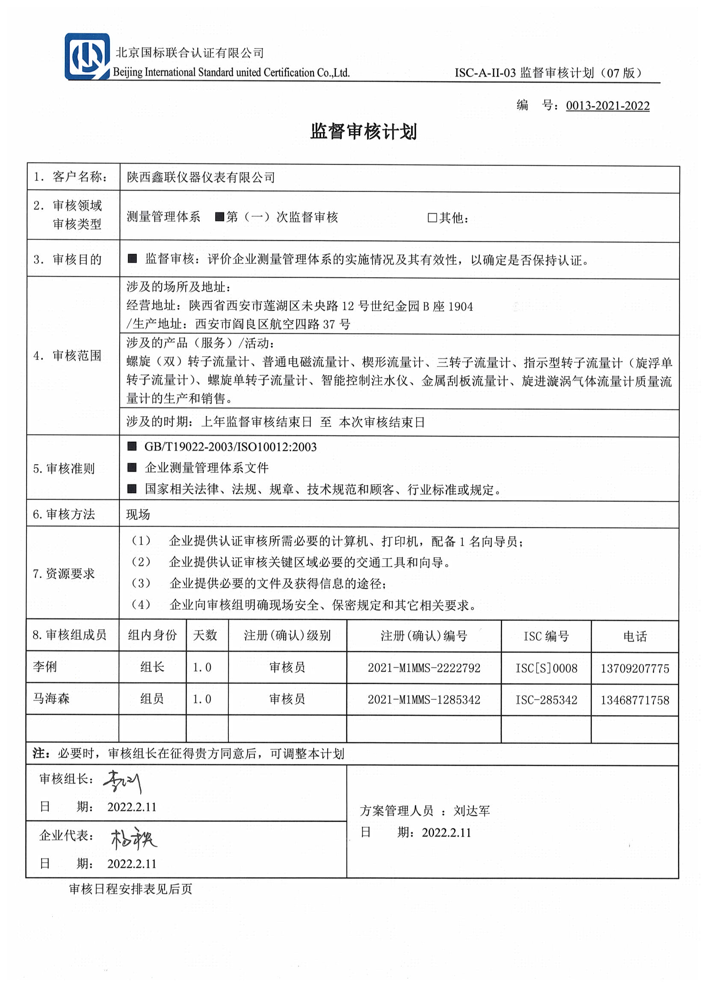 北京国标联合认证有限公司
Beijing International Standard united Certification Co.,Ltd.
ISC-A-II-03 监督审核计划（07 版）
编 号：0013-2021-2022
监督审核计划
1. 客户名称：
陕西鑫联仪器仪表有限公司
2. 审核领域
审核类型
测量管理体系 ■第（一）次监督审核 □其他：
3. 审核目的
■ 监督审核：评价企业测量管理体系的实施情况及其有效性，以确定是否保持认证。
4. 审核范围
涉及的场所及地址：
经营地址：陕西省西安市莲湖区未央路 12 号世纪金园 B 座 1904
/生产地址：西安市阎良区航空四路 37 号
涉及的产品（服务）/活动：
螺旋（双）转子流量计、普通电磁流量计、楔形流量计、三转子流量计、指示型转子流量计（旋浮单
转子流量计）、螺旋单转子流量计、智能控制注水仪、金属刮板流量计、旋进漩涡气体流量计质量流
量计的生产和销售。
涉及的时期：上年监督审核结束日 至 本次审核结束日
5. 审核准则
■ GB/T19022-2003/ISO10012:2003
■ 企业测量管理体系文件
■ 国家相关法律、法规、规章、技术规范和顾客、行业标准或规定。
6. 审核方法
现场
7. 资源要求
（1） 企业提供认证审核所需必要的计算机、打印机，配备 1 名向导员；
（2） 企业提供认证审核关键区域必要的交通工具和向导。
（3） 企业提供必要的文件及获得信息的途径；
（4） 企业向审核组明确现场安全、保密规定和其它相关要求。
8. 审核组成员 组内身份 天数 注册(确认)级别 注册(确认)编号 ISC 编号 电话
李俐 组长 1.0 审核员 2021-M1MMS-2222792 ISC[S]0008 13709207775
马海森 组员 1.0 审核员 2021-M1MMS-1285342 ISC-285342 13468771758
注：必要时，审核组长在征得贵方同意后，可调整本计划
审核组长：李俐
日 期： 2022.2.11
企业代表：
日 期： 2022.2.11
方案管理人员 ：刘达军
日 期：2022.2.11
审核日程安排表见后页